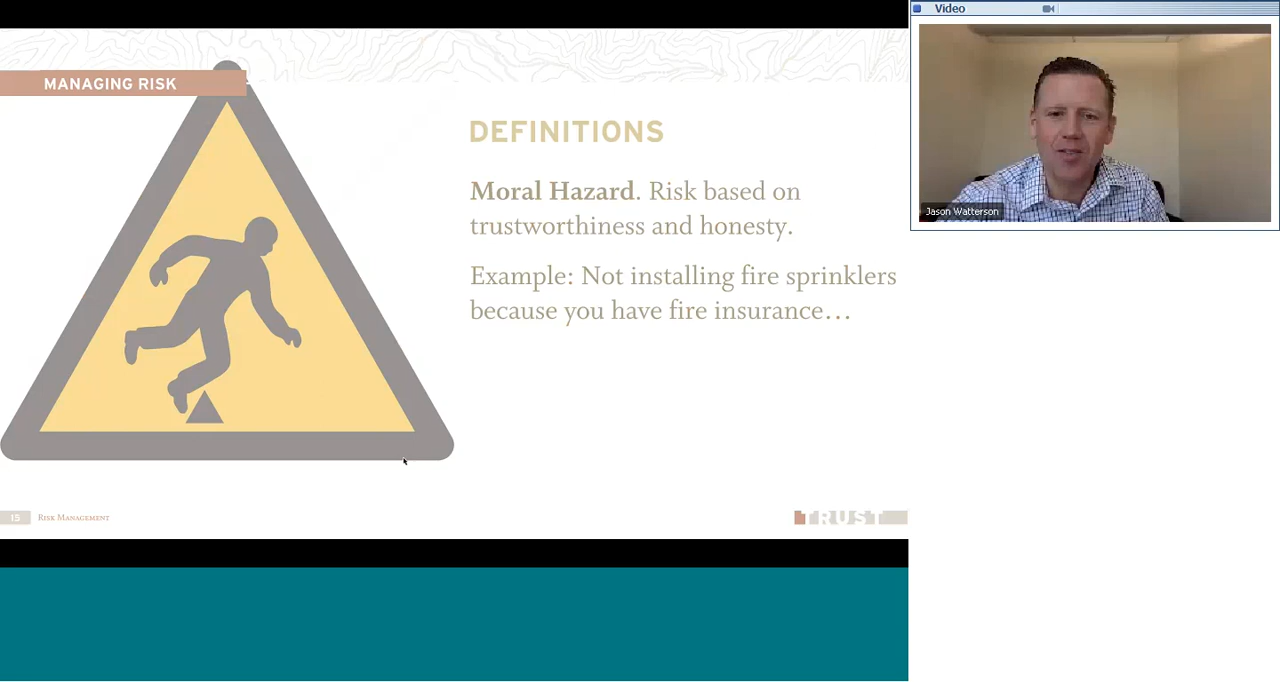 Video
MANAGING RISK
DEFINITIONS
Moral Hazard. Risk based on
trustworthiness and honesty.
Example: Not installing fire sprinklers
because you have fire insurance…
Jason Watterson
15 Risk Management
TRUST